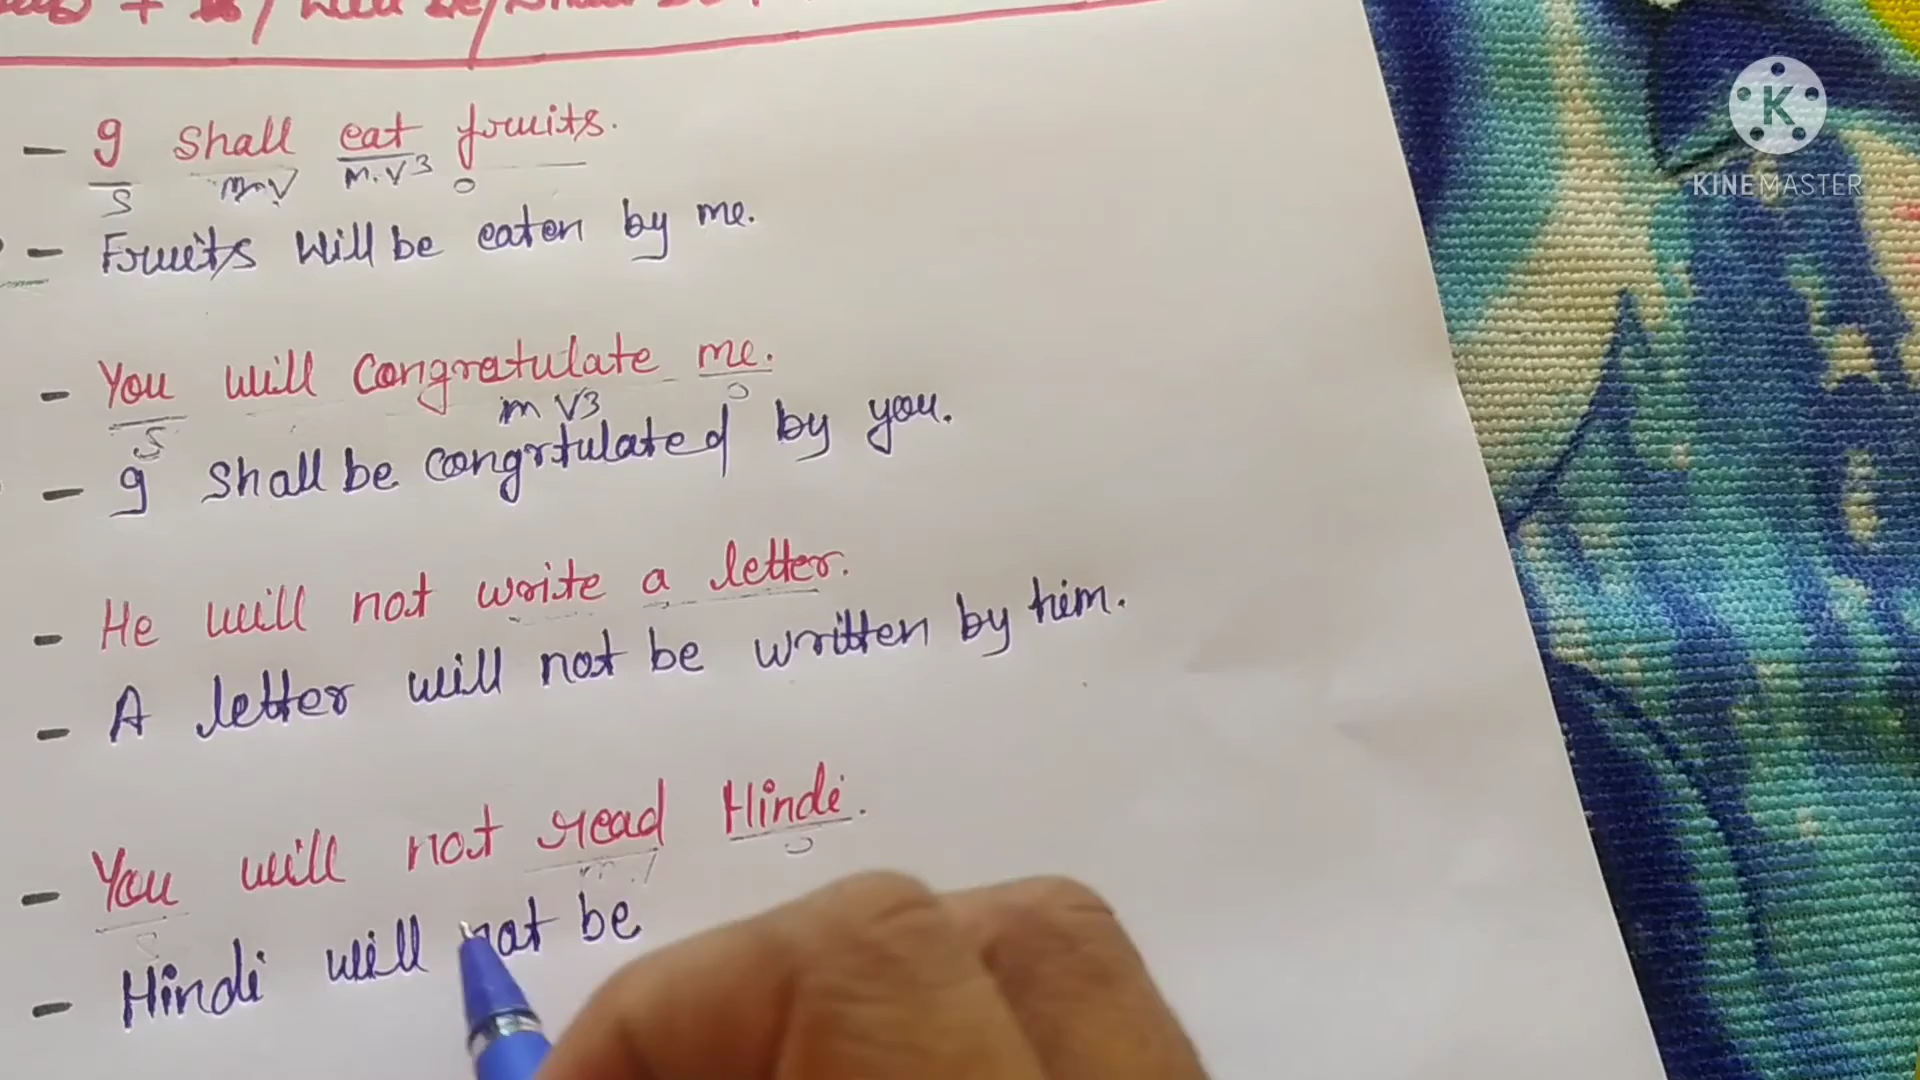 - I shall eat fruits.
S m.V m.V3 O
- Fruits will be eaten by me.
- You will congratulate me.
S m V3 O
- I shall be congrtulated by you.
- He will not write a letter.
- A letter will not be written by him.
- You will not read Hindi.
S O
- Hindi will not be
KINEMASTER